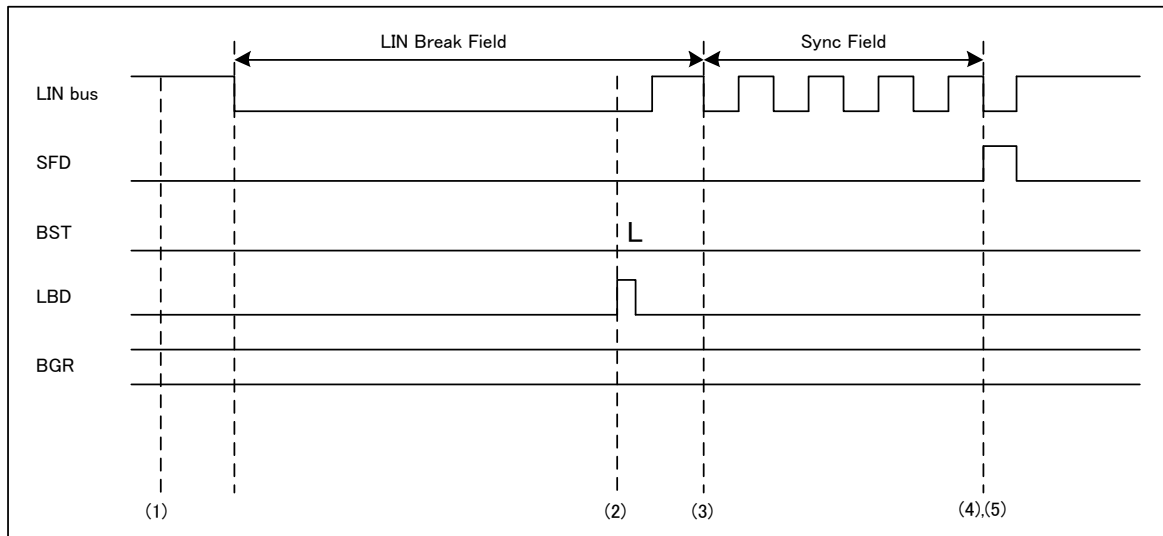 LIN Break Field
Sync Field
LIN bus
SFD
BST
L
LBD
BGR
(1)
(2)
(3)
(4),(5)